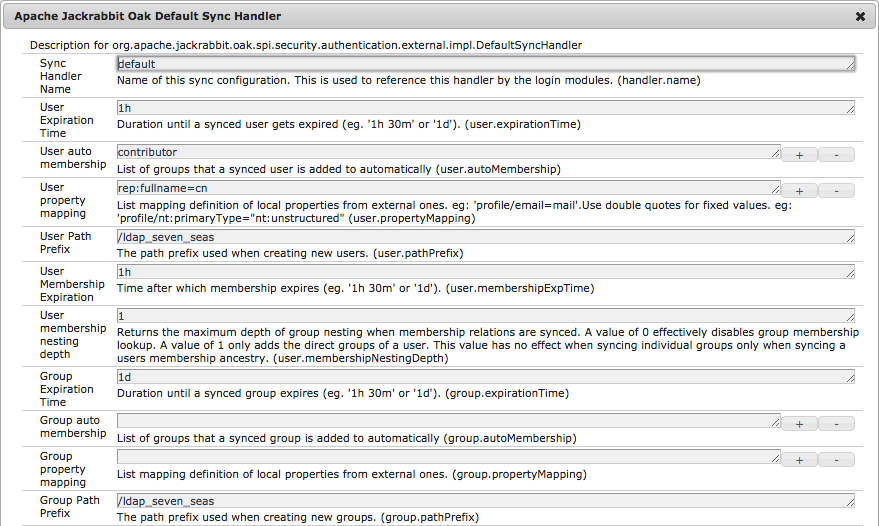 Apache Jackrabbit Oak Default Sync Handler
Description for org.apache.jackrabbit.oak.spi.security.authentication.external.impl.DefaultSyncHandler
Sync
Handler
Name
default
Name of this sync configuration. This is used to reference this handler by the login modules. (handler.name)
User
Expiration
Time
1h
Duration until a synced user gets expired (eg. '1h 30m' or '1d'). (user.expirationTime)
User auto
membership
contributor
+
-
List of groups that a synced user is added to automatically (user.autoMembership)
User
property
mapping
rep:fullname=cn
+
-
List mapping definition of local properties from external ones. eg: 'profile/email=mail'.Use double quotes for fixed values. eg:
'profile/nt:primaryType="nt:unstructured" (user.propertyMapping)
User Path
Prefix
/ldap_seven_seas
The path prefix used when creating new users. (user.pathPrefix)
User
Membership
Expiration
1h
Time after which membership expires (eg. '1h 30m' or '1d'). (user.membershipExpTime)
User
membership
nesting
depth
1
Returns the maximum depth of group nesting when membership relations are synced. A value of 0 effectively disables group membership
lookup. A value of 1 only adds the direct groups of a user. This value has no effect when syncing individual groups only when syncing a
users membership ancestry. (user.membershipNestingDepth)
Group
Expiration
Time
1d
Duration until a synced group expires (eg. '1h 30m' or '1d'). (group.expirationTime)
Group auto
membership
+
-
List of groups that a synced group is added to automatically (group.autoMembership)
Group
property
mapping
+
-
List mapping definition of local properties from external ones. (group.propertyMapping)
Group Path
Prefix
/ldap_seven_seas
The path prefix used when creating new groups. (group.pathPrefix)